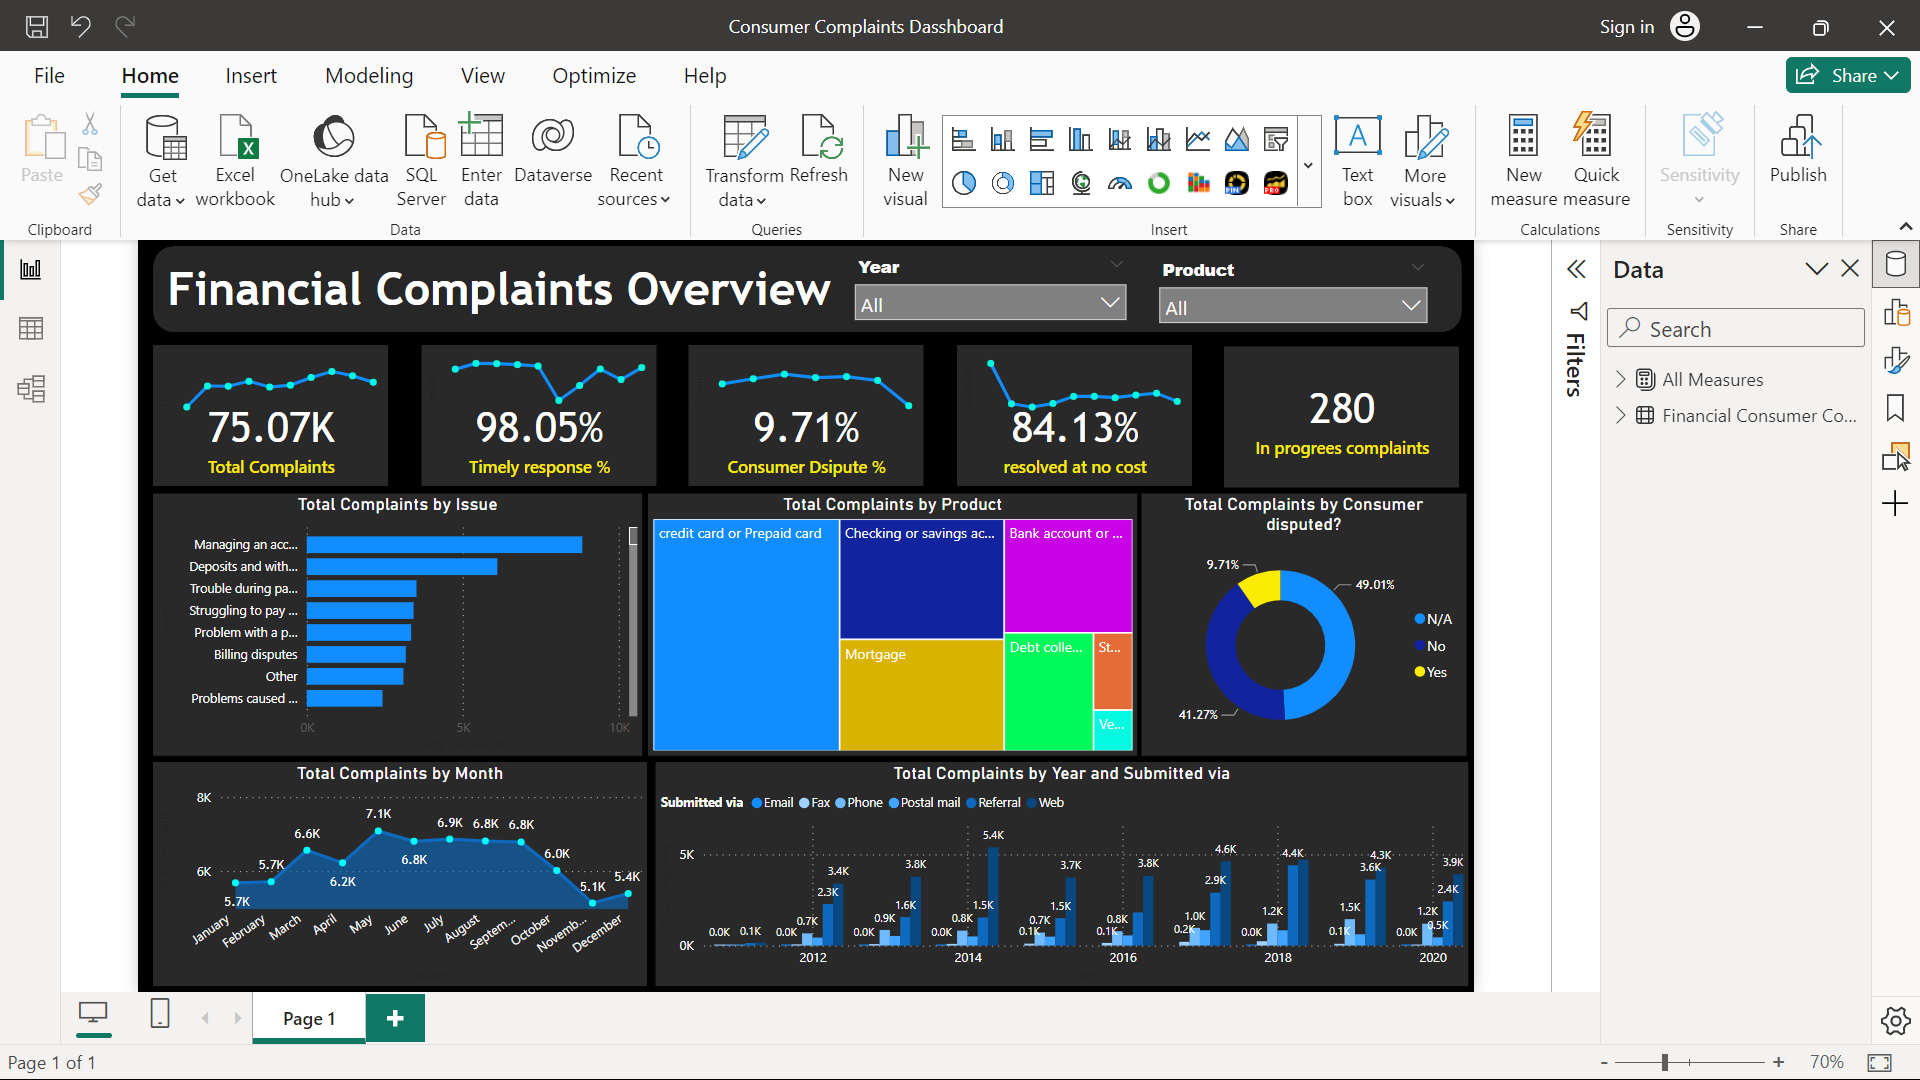 Consumer Complaints Dasshboard
Sign in
File Home Insert Modeling View Optimize Help
Share
Paste
Get data
Excel workbook
OneLake data hub
SQL Server
Enter data
Dataverse
Recent sources
Transform data
Refresh
New visual
PIN
PRO
Text box
More visuals
New measure
Quick measure
Sensitivity
Publish
Clipboard
Data
Queries
Insert
Calculations
Sensitivity
Share
Financial Complaints Overview
Year
All
Product
All
75.07K
Total Complaints
98.05%
Timely response %
9.71%
Consumer Dsipute %
84.13%
resolved at no cost
280
In progrees complaints
Total Complaints by Issue
Managing an acc...
Deposits and with...
Trouble during pa...
Struggling to pay ...
Problem with a p...
Billing disputes
Other
Problems caused ...
0K 5K 10K
Total Complaints by Product
credit card or Prepaid card
Checking or savings ac...
Bank account or ...
Mortgage
Debt colle...
St...
Ve...
Total Complaints by Consumer
disputed?
9.71%
49.01%
41.27%
N/A
No
Yes
Total Complaints by Month
8K
6K
5.7K
5.7K
6.6K
6.2K
7.1K
6.8K
6.9K
6.8K
6.8K
6.0K
5.1K
5.4K
January
February
March
April
May
June
July
August
Septem...
October
Novemb...
December
Total Complaints by Year and Submitted via
Submitted via Email Fax Phone Postal mail Referral Web
5K
0K
0.0K 0.1K
0.0K 0.7K 2.3K 3.4K
0.0K 0.9K 1.6K 3.8K
0.0K 0.8K 1.5K 5.4K
0.1K 0.7K 1.5K 3.7K
0.1K 0.8K 3.8K
0.2K 1.0K 2.9K 4.6K
0.0K 1.2K 4.4K
0.1K 1.5K 3.6K 4.3K
0.0K 1.2K 0.5K 2.4K 3.9K
2012 2014 2016 2018 2020
Filters
Data
Search
All Measures
Financial Consumer Co...
Page 1
Page 1 of 1
70%